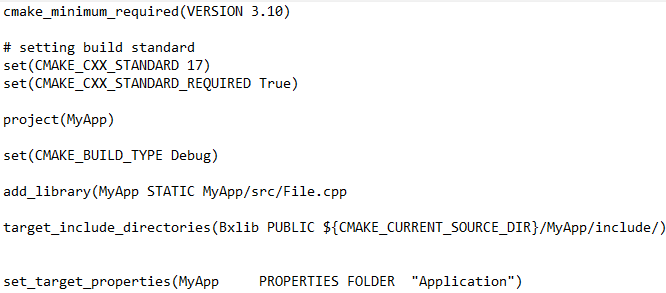 cmake_minimum_required(VERSION 3.10)
# setting build standard
set(CMAKE_CXX_STANDARD 17)
set(CMAKE_CXX_STANDARD_REQUIRED True)
project(MyApp)
set(CMAKE_BUILD_TYPE Debug)
add_library(MyApp STATIC MyApp/src/File.cpp
target_include_directories(Bxlib PUBLIC ${CMAKE_CURRENT_SOURCE_DIR}/MyApp/include/)
set_target_properties(MyApp     PROPERTIES FOLDER  "Application")